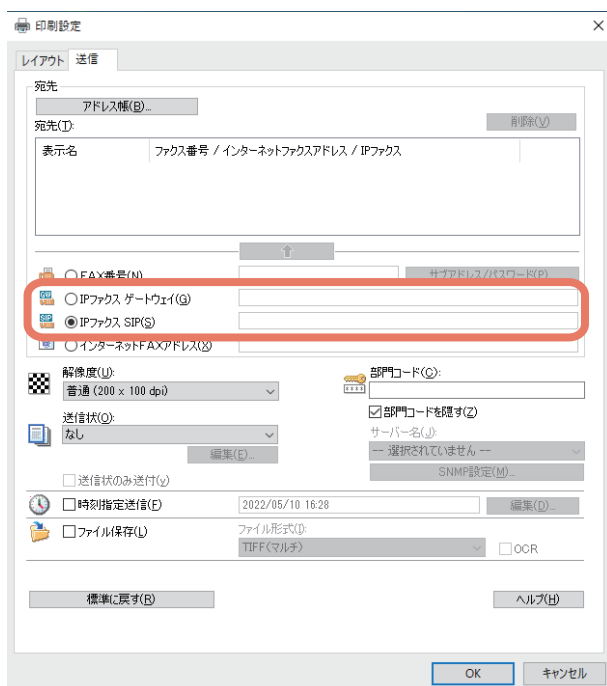 印刷設定
レイアウト 送信
宛先
アドレス帳(B)...
宛先(T):
削除(V)
表示名 ファクス番号 / インターネットファクスアドレス / IPファクス
FAX番号(N) サブアドレス/パスワード(P)
GW IPファクス ゲートウェイ(G)
SIP IPファクス SIP(S)
インターネットFAXアドレス(X)
解像度(U):
普通 (200 x 100 dpi)
部門コード(C):
送信状(O):
なし
部門コードを隠す(Z)
サーバー名(J):
-- 選択されていません --
編集(E)...
SNMP設定(M)...
送信状のみ送付(y)
時刻指定送信(F) 2022/05/10 16:28 編集(D)...
ファイル保存(L) ファイル形式(I):
TIFF(マルチ) OCR
標準に戻す(R) ヘルプ(H)
OK キャンセル